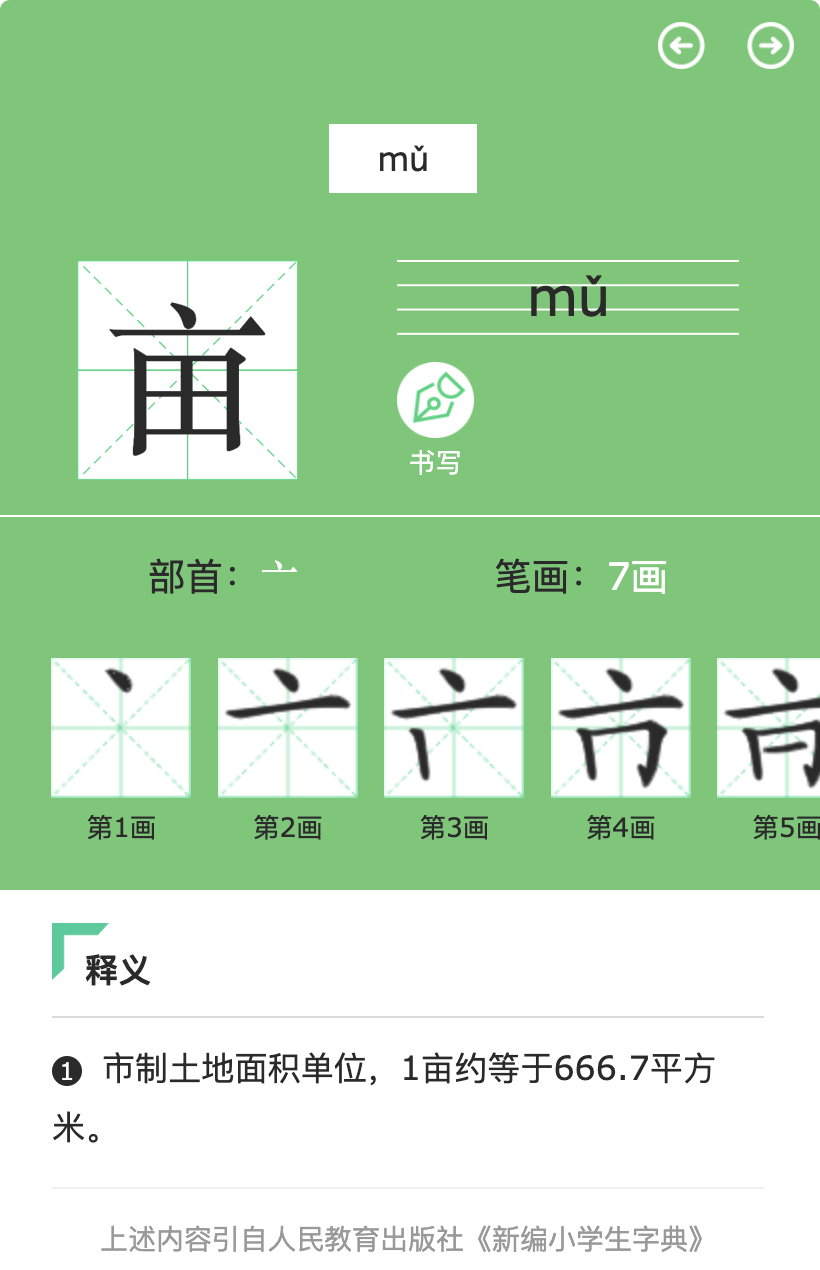 mǔ
亩
mǔ
书写
部首：亠
笔画：7画
第1画
第2画
第3画
第4画
第5画
释义
❶ 市制土地面积单位，1亩约等于666.7平方
米。
上述内容引自人民教育出版社《新编小学生字典》